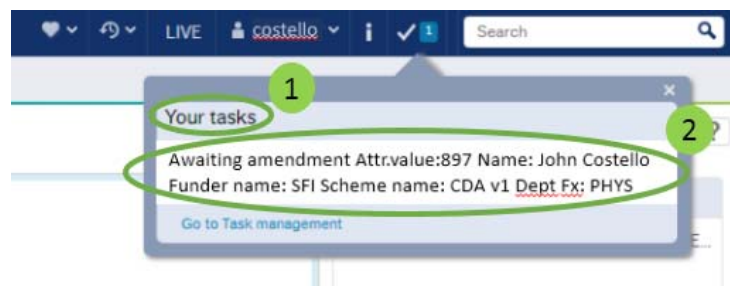 LIVE costello i 1 Search
1
Your tasks
2
?
Awaiting amendment Attr.value:897 Name: John Costello
Funder name: SFI Scheme name: CDA v1 Dept Fx: PHYS
Go to Task management
E...